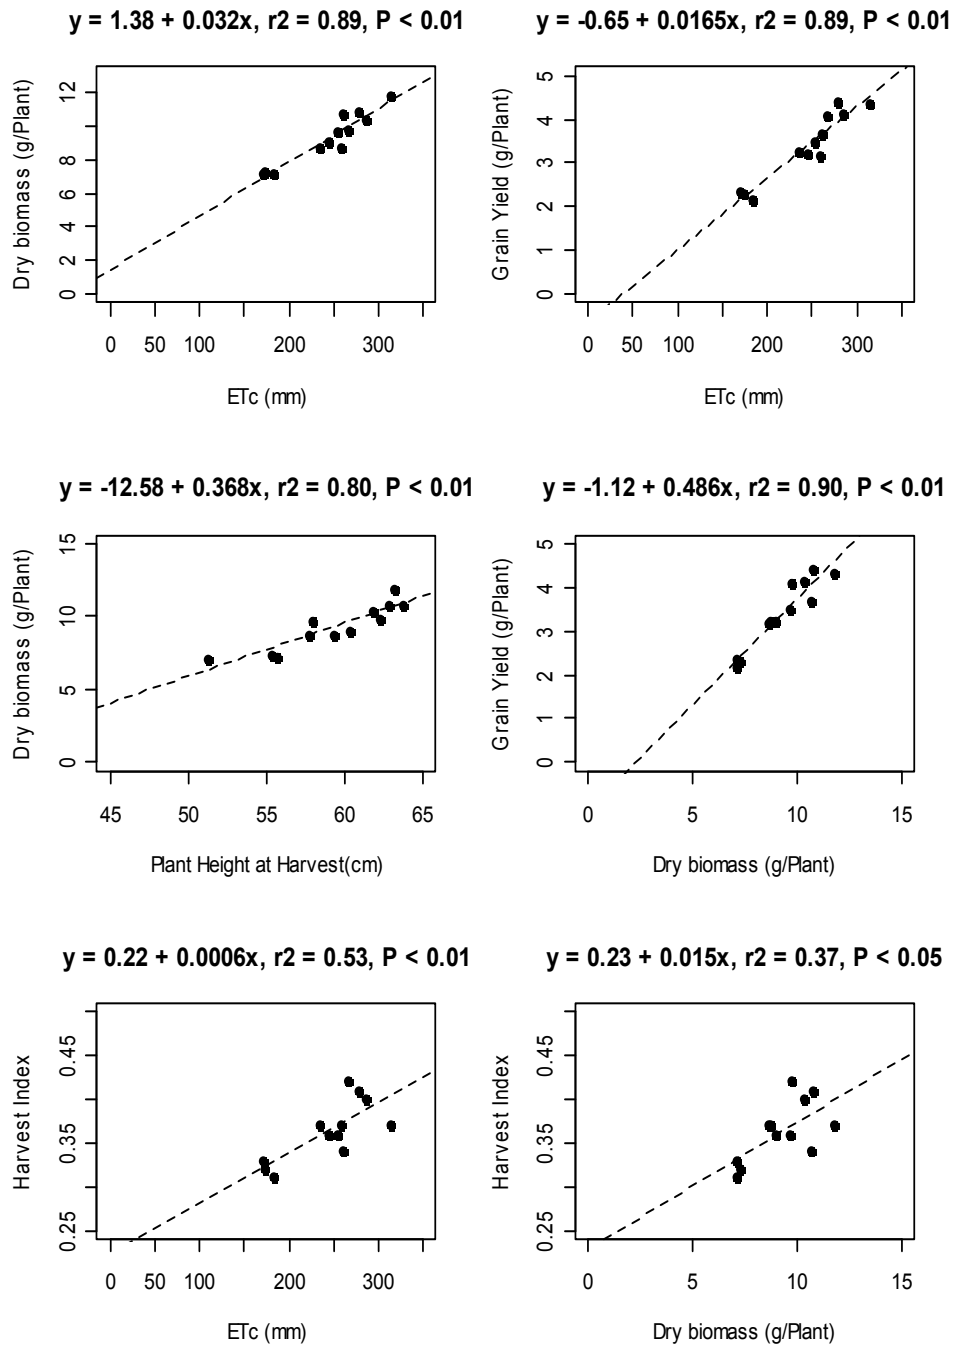 y = 1.38 + 0.032x, r2 = 0.89, P < 0.01
Dry biomass (g/Plant)
12
8
6
4
2
0
0 50 100 200 300
ETc (mm)
y = -0.65 + 0.0165x, r2 = 0.89, P < 0.01
Grain Yield (g/Plant)
5
4
3
2
1
0
0 50 100 200 300
ETc (mm)
y = -12.58 + 0.368x, r2 = 0.80, P < 0.01
Dry biomass (g/Plant)
15
10
5
0
45 50 55 60 65
Plant Height at Harvest(cm)
y = -1.12 + 0.486x, r2 = 0.90, P < 0.01
Grain Yield (g/Plant)
5
4
3
2
1
0
0 5 10 15
Dry biomass (g/Plant)
y = 0.22 + 0.0006x, r2 = 0.53, P < 0.01
Harvest Index
0.45
0.35
0.25
0 50 100 200 300
ETc (mm)
y = 0.23 + 0.015x, r2 = 0.37, P < 0.05
Harvest Index
0.45
0.35
0.25
0 5 10 15
Dry biomass (g/Plant)